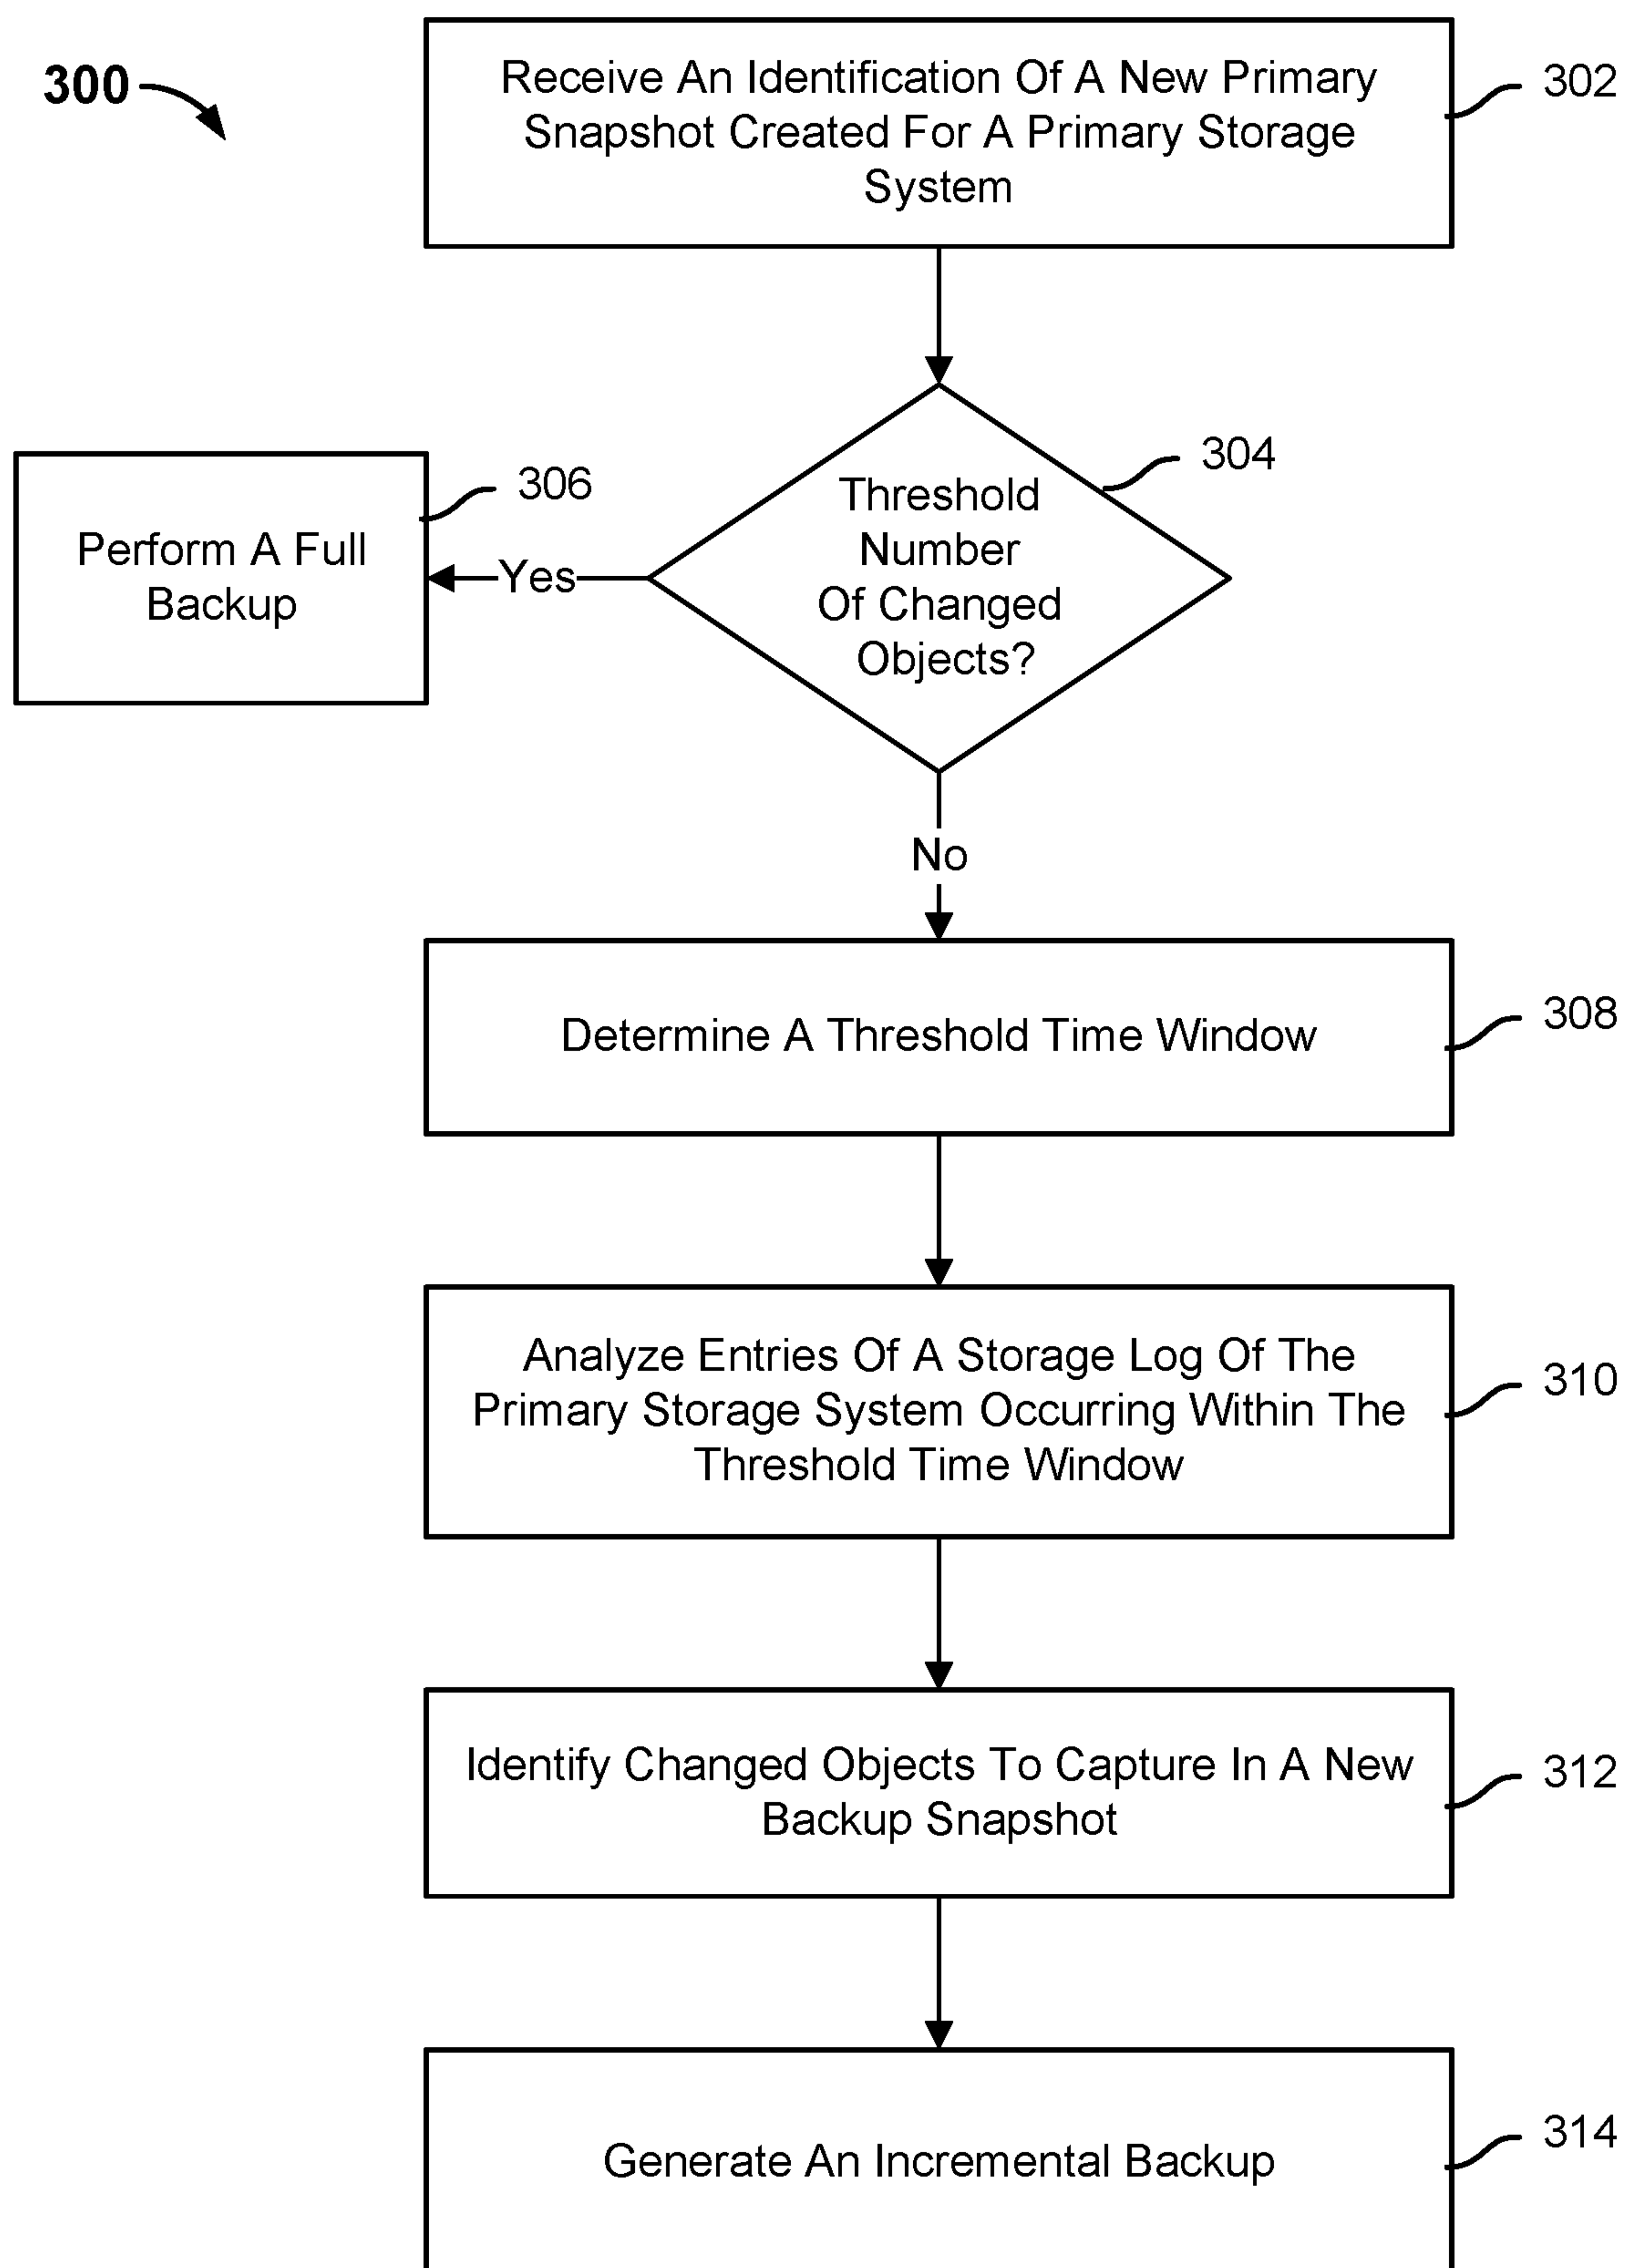 300
Receive An Identification Of A New Primary
Snapshot Created For A Primary Storage
System
302
Threshold
Number
Of Changed
Objects?
304
Yes
Perform A Full
Backup
306
No
Determine A Threshold Time Window
308
Analyze Entries Of A Storage Log Of The
Primary Storage System Occurring Within The
Threshold Time Window
310
Identify Changed Objects To Capture In A New
Backup Snapshot
312
Generate An Incremental Backup
314